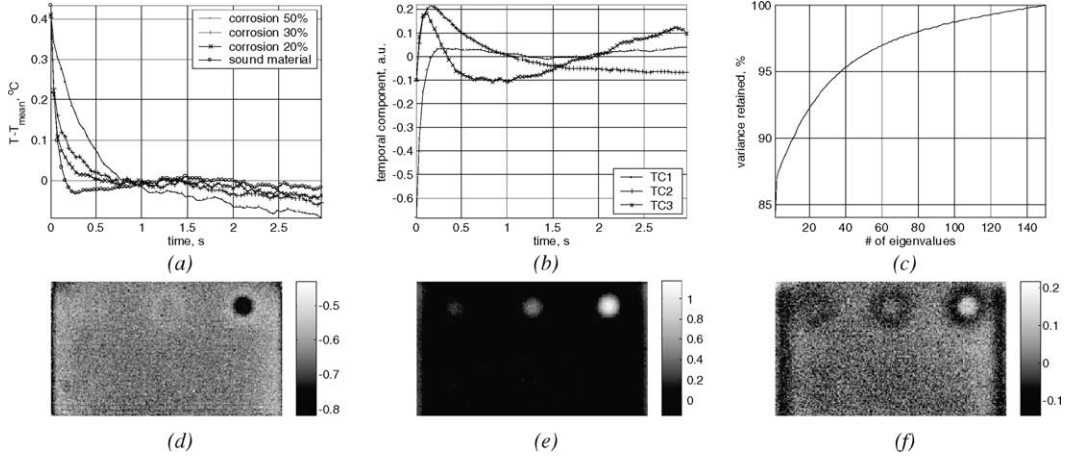 0.4
0.3
0.2
0.1
0
T-Tmean, °C
corrosion 50%
corrosion 30%
corrosion 20%
sound material
0 0.5 1 1.5 2 2.5
time, s
(a)
0.2
0.1
0
-0.1
-0.2
-0.3
-0.4
-0.5
-0.6
temporal component, a.u.
TC1
TC2
TC3
0 0.5 1 1.5 2 2.5
time, s
(b)
100
95
90
85
variance retained, %
20 40 60 80 100 120 140
# of eigenvalues
(c)
-0.5
-0.6
-0.7
-0.8
(d)
1
0.8
0.6
0.4
0.2
0
(e)
0.2
0.1
0
-0.1
(f)